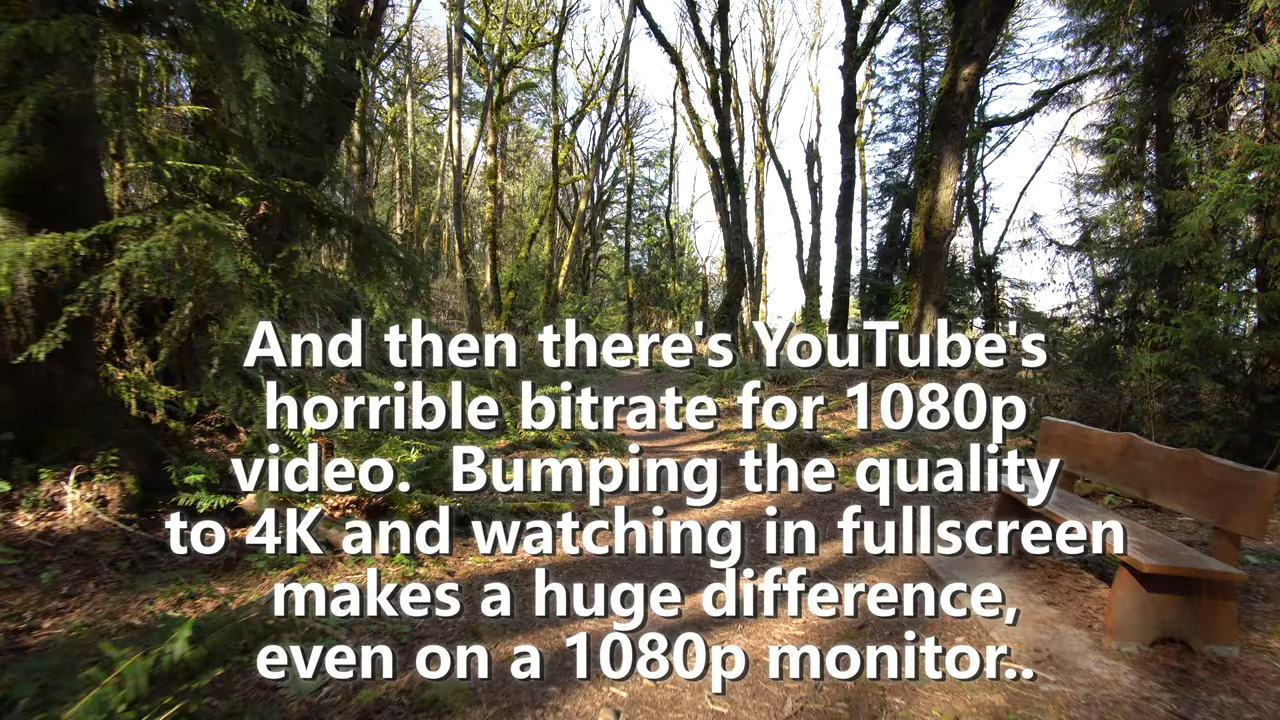 And then there's YouTube's
horrible bitrate for 1080p
video.  Bumping the quality
to 4K and watching in fullscreen
makes a huge difference,
even on a 1080p monitor..